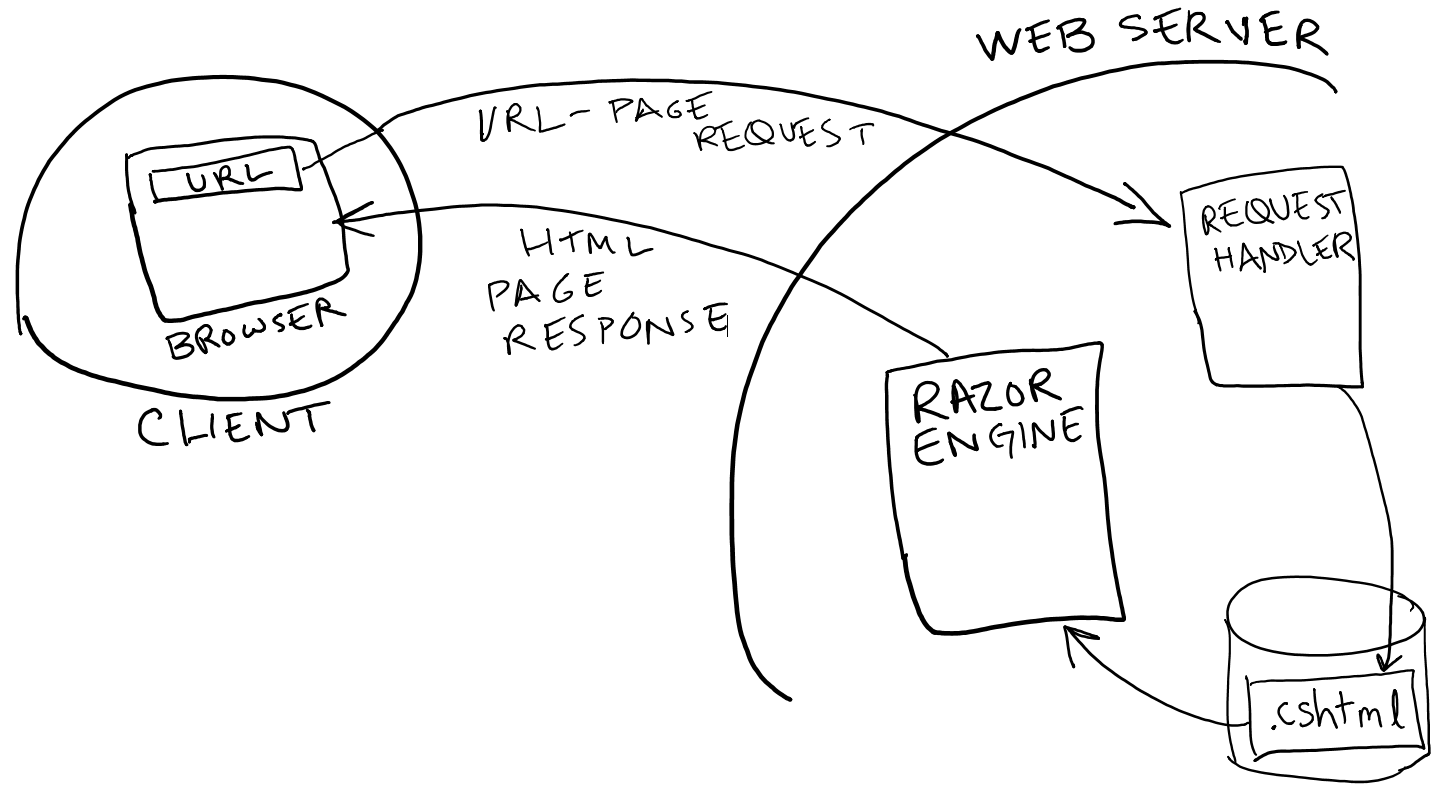 WEB SERVER
URL-PAGE
REQUEST
URL
BROWSER
CLIENT
HTML
PAGE
RESPONSE
REQUEST
HANDLER
RAZOR
ENGINE
.cshtml